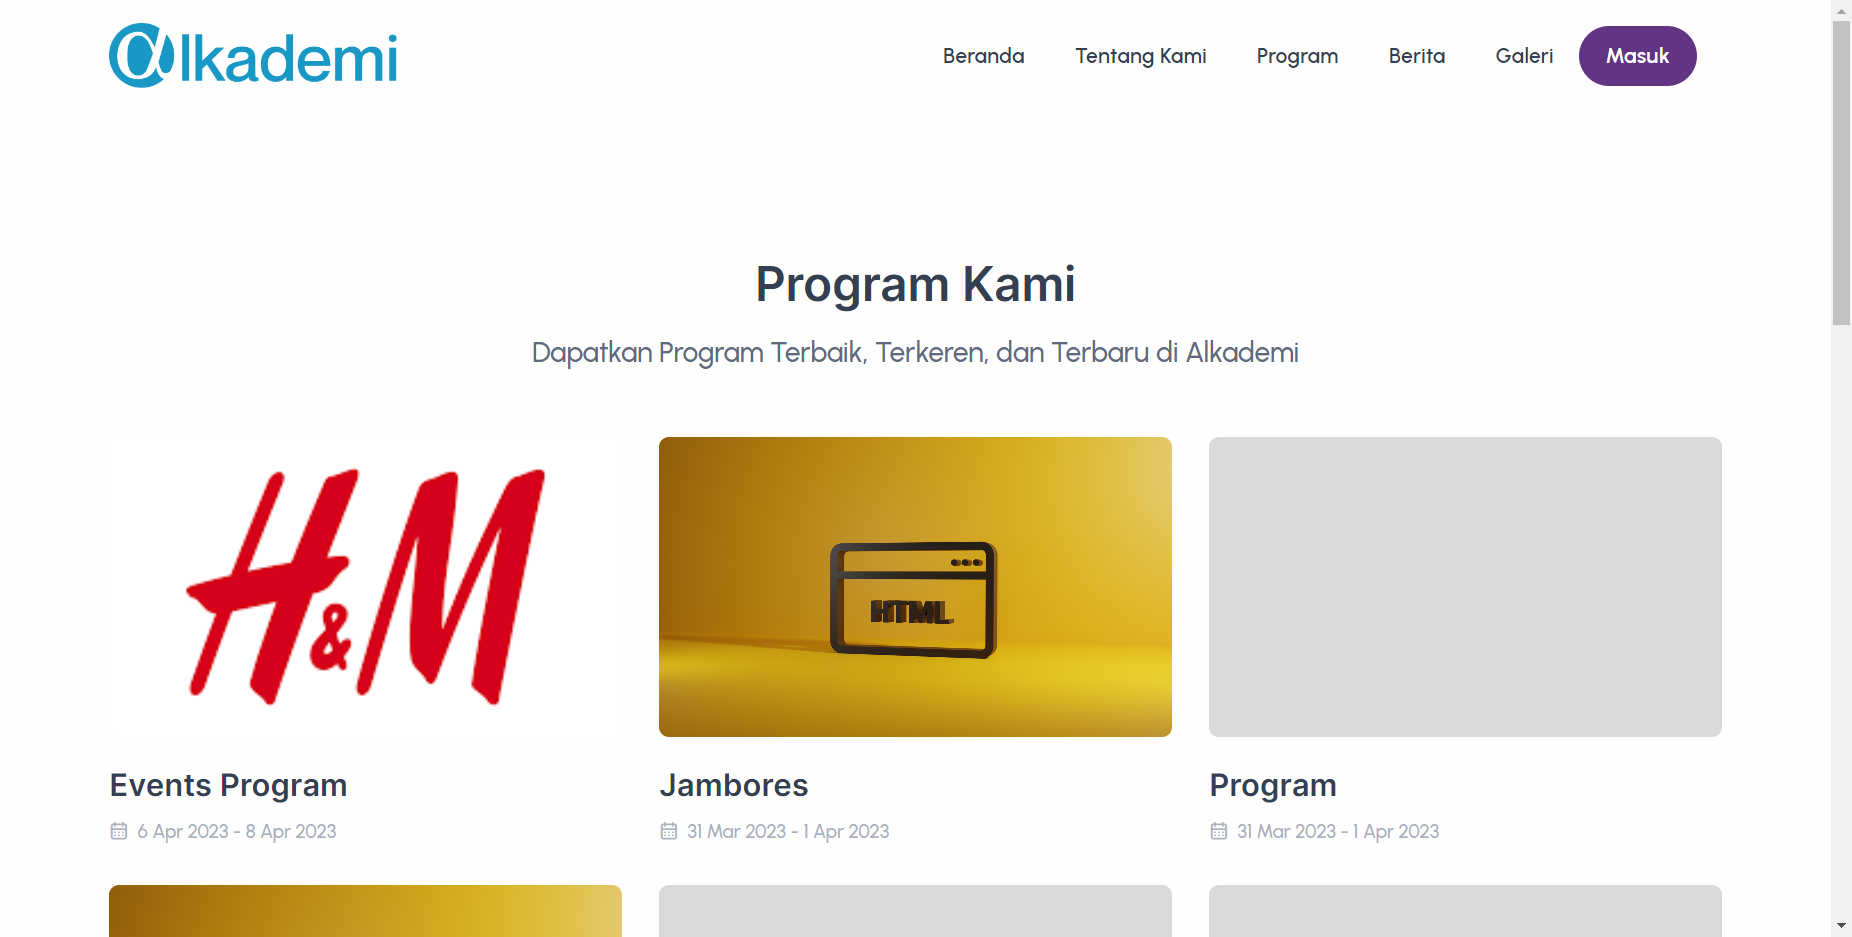 αlkademi
Beranda
Tentang Kami
Program
Berita
Galeri
Masuk
Program Kami
Dapatkan Program Terbaik, Terkeren, dan Terbaru di Alkademi
H&M
HTML
Events Program
6 Apr 2023 - 8 Apr 2023
Jambores
31 Mar 2023 - 1 Apr 2023
Program
31 Mar 2023 - 1 Apr 2023